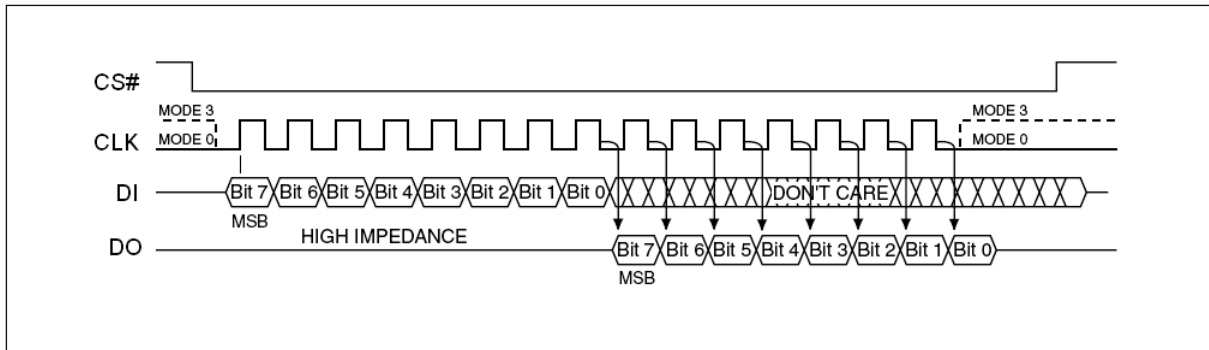 CS#
MODE 3 MODE 3
CLK MODE 0 MODE 0
DI Bit 7 Bit 6 Bit 5 Bit 4 Bit 3 Bit 2 Bit 1 Bit 0 DON'T CARE
MSB
HIGH IMPEDANCE
DO Bit 7 Bit 6 Bit 5 Bit 4 Bit 3 Bit 2 Bit 1 Bit 0
MSB